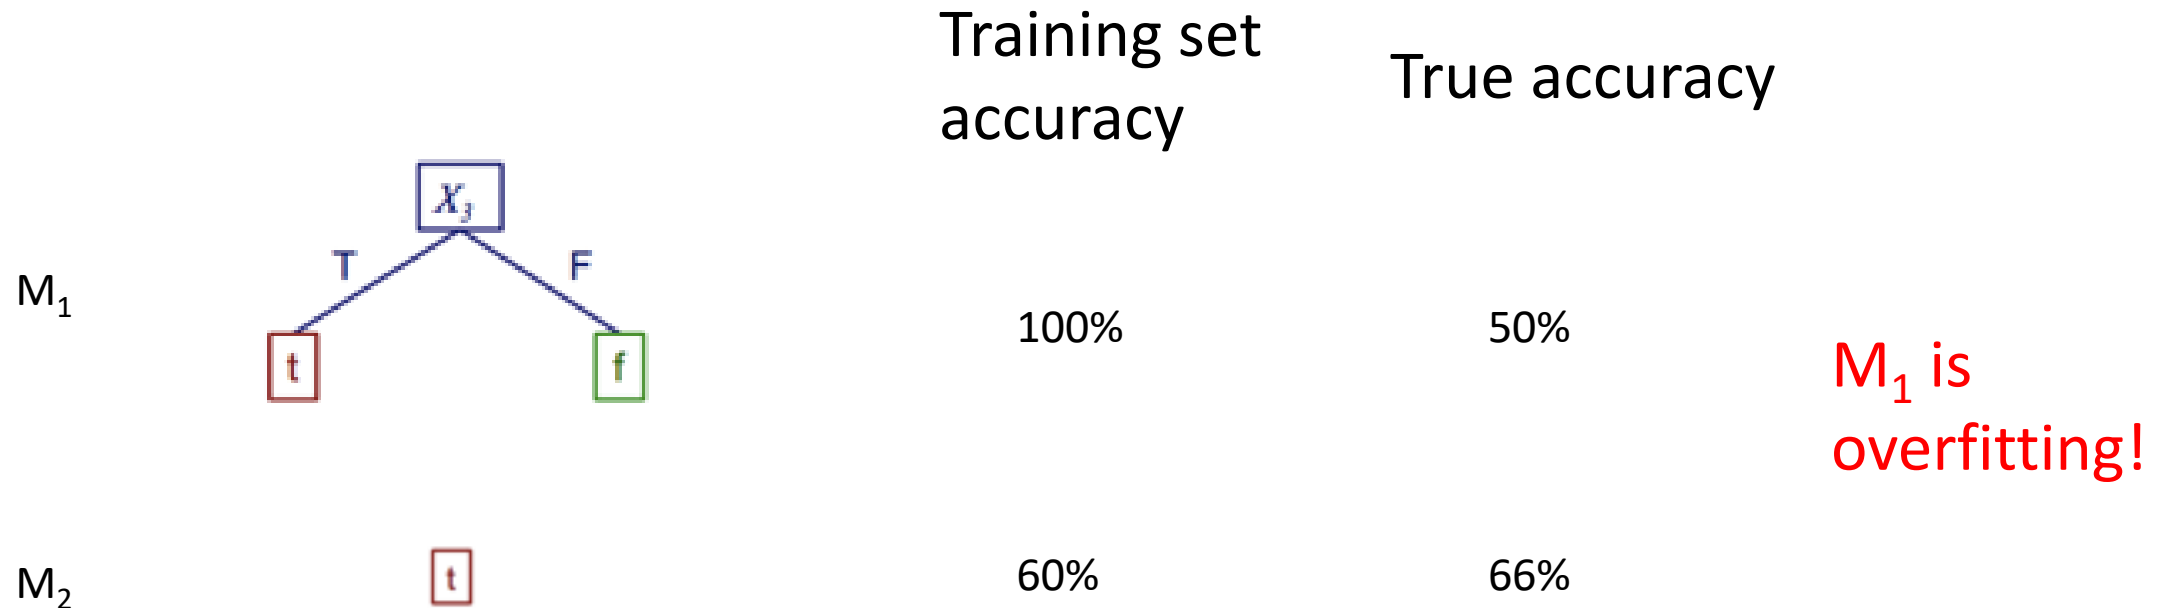 Training set
accuracy
True accuracy
X₃
T
F
M₁
t
f
100%
50%
M₁ is
overfitting!
M₂
t
60%
66%